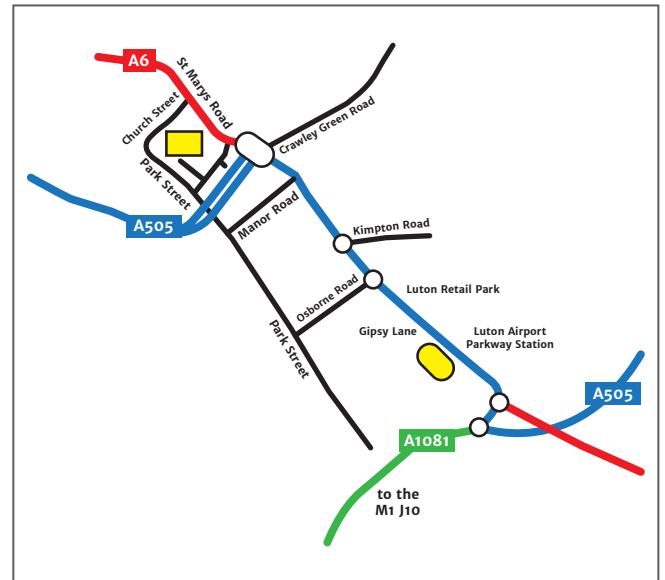 A6
St Marys Road
Church Street
Crawley Green Road
Park Street
A505
Manor Road
Kimpton Road
Osborne Road
Luton Retail Park
Park Street
Gipsy Lane
Luton Airport
Parkway Station
A505
A1081
to the
M1 J10